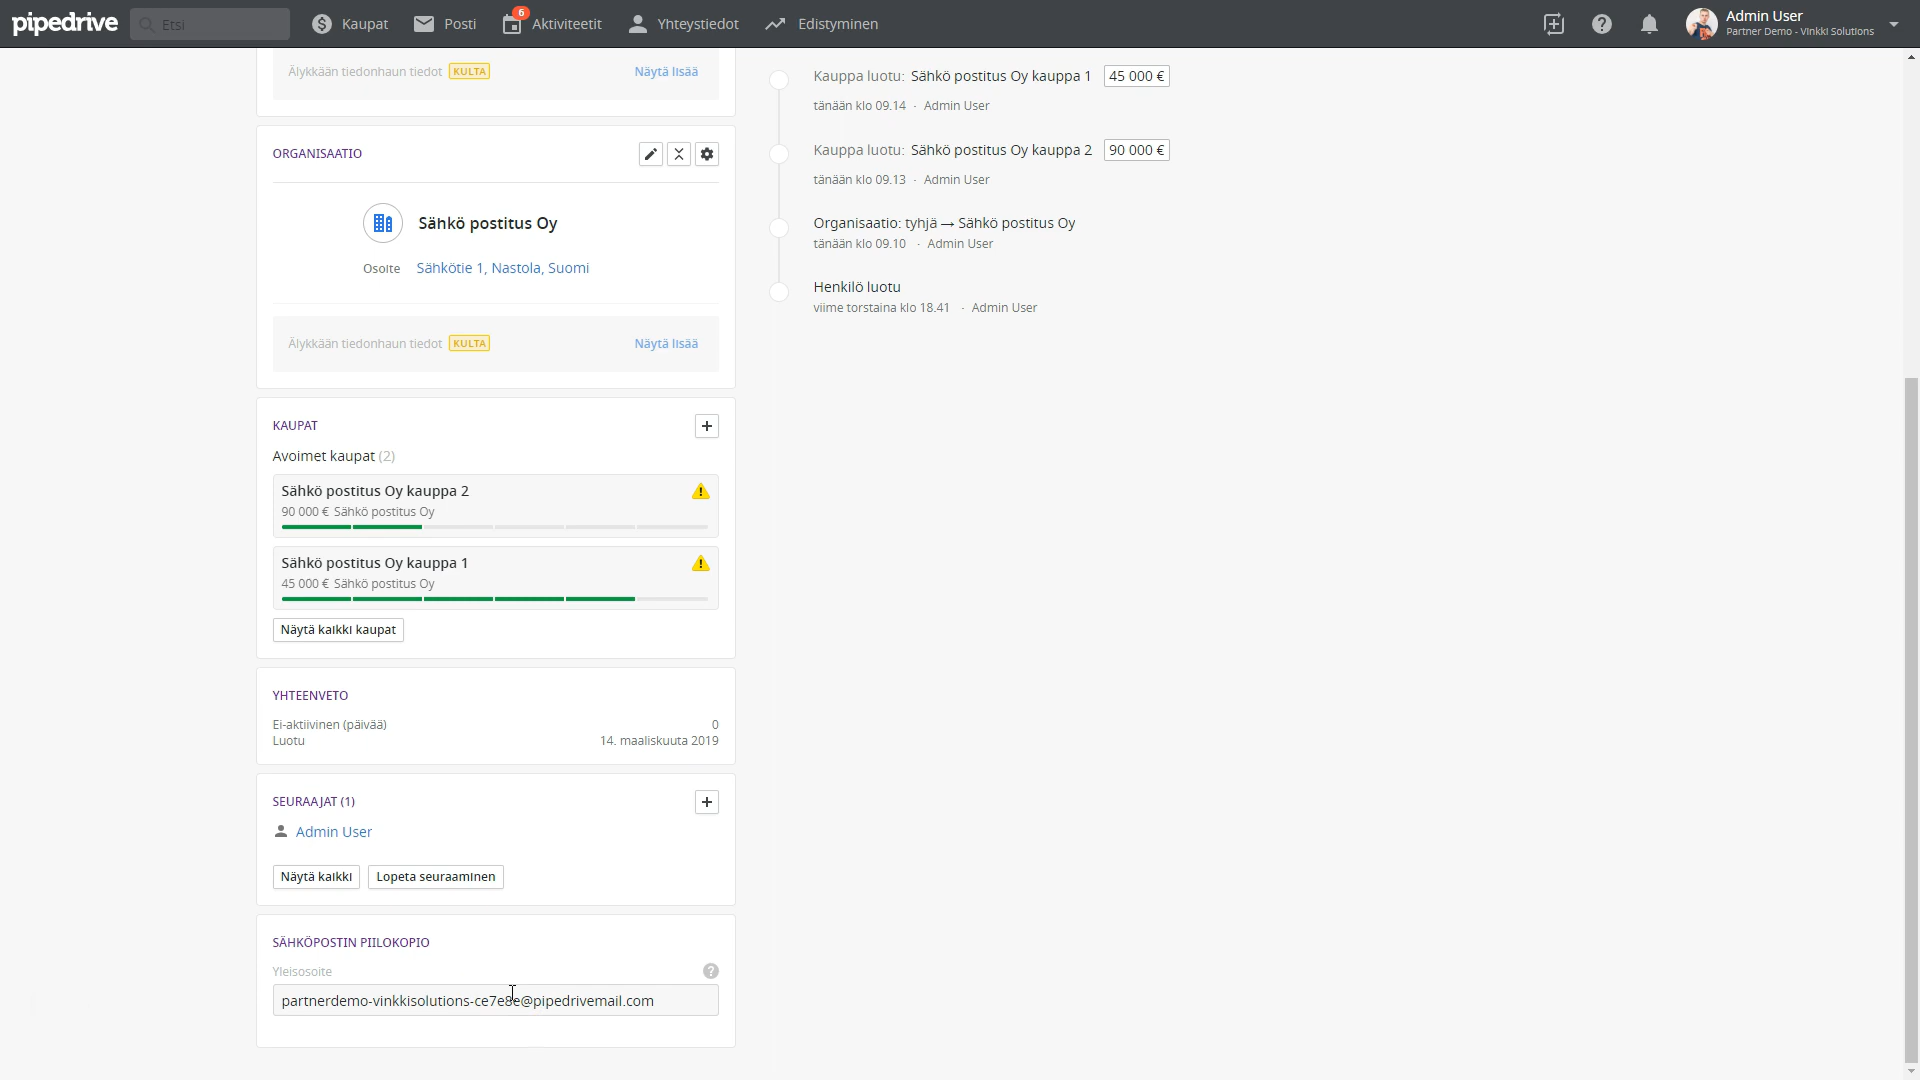 pipedrive
Etsi
Kaupat
Posti
6
Aktiviteetit
Yhteystiedot
Edistyminen
Admin User
Partner Demo - Vinkki Solutions
Älykkään tiedonhaun tiedot KULTA Näytä lisää
ORGANISAATIO
Sähkö postitus Oy
Osoite Sähkötie 1, Nastola, Suomi
Älykkään tiedonhaun tiedot KULTA Näytä lisää
KAUPAT
Avoimet kaupat (2)
Sähkö postitus Oy kauppa 2
90 000 € Sähkö postitus Oy
Sähkö postitus Oy kauppa 1
45 000 € Sähkö postitus Oy
Näytä kaikki kaupat
YHTEENVETO
Ei-aktiivinen (päivää) 0
Luotu 14. maaliskuuta 2019
SEURAAJAT (1)
Admin User
Näytä kaikki Lopeta seuraaminen
SÄHKÖPOSTIN PIILOKOPIO
Yleisosoite
partnerdemo-vinkkisolutions-ce7e8e@pipedrivemail.com
Kauppa luotu: Sähkö postitus Oy kauppa 1 45 000 €
tänään klo 09.14 · Admin User
Kauppa luotu: Sähkö postitus Oy kauppa 2 90 000 €
tänään klo 09.13 · Admin User
Organisaatio: tyhjä → Sähkö postitus Oy
tänään klo 09.10 · Admin User
Henkilö luotu
viime torstaina klo 18.41 · Admin User